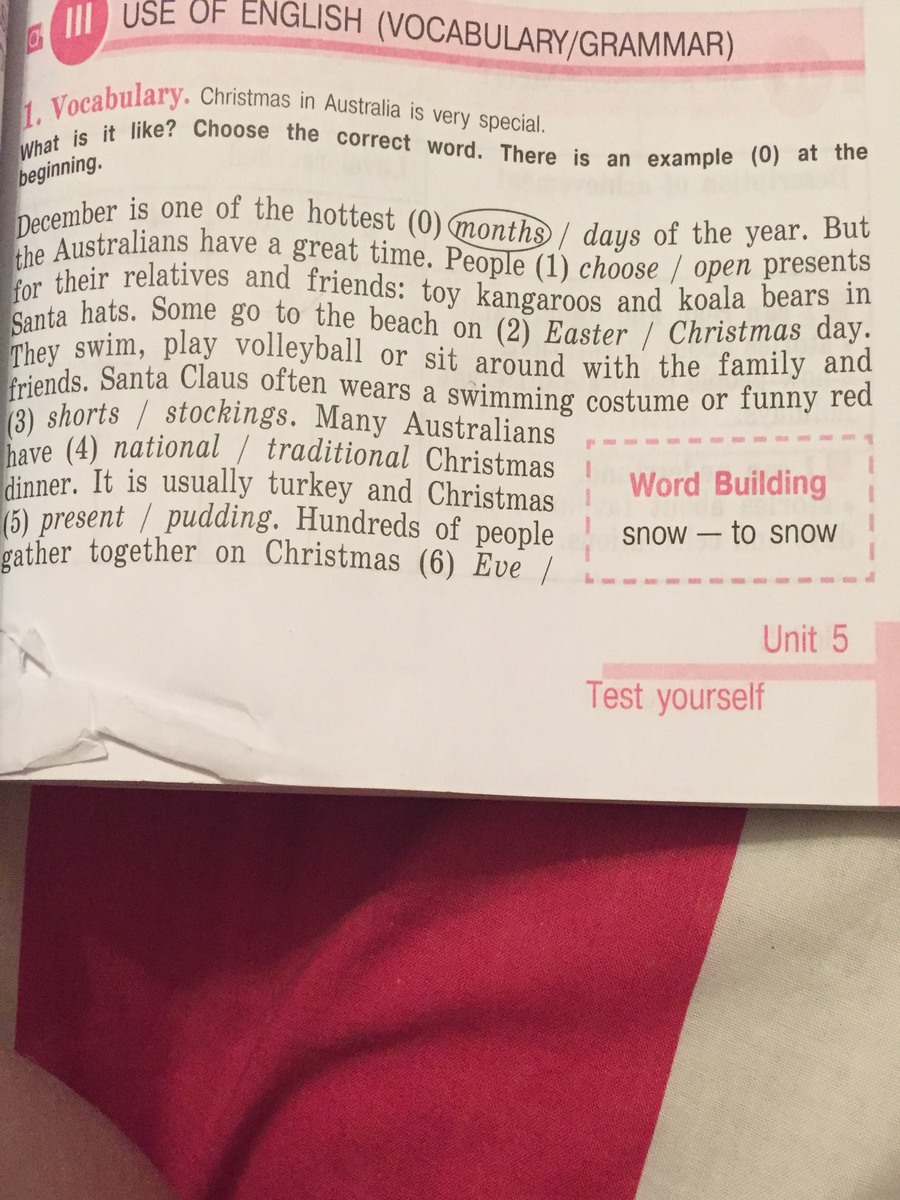 III USE OF ENGLISH (VOCABULARY/GRAMMAR)
1. Vocabulary. Christmas in Australia is very special.
What is it like? Choose the correct word. There is an example (0) at the
beginning.
December is one of the hottest (0) months / days of the year. But
the Australians have a great time. People (1) choose / open presents
for their relatives and friends: toy kangaroos and koala bears in
Santa hats. Some go to the beach on (2) Easter / Christmas day.
They swim, play volleyball or sit around with the family and
friends. Santa Claus often wears a swimming costume or funny red
(3) shorts / stockings. Many Australians
have (4) national / traditional Christmas
dinner. It is usually turkey and Christmas
(5) present / pudding. Hundreds of people
gather together on Christmas (6) Eve /
Word Building
snow — to snow
Unit 5
Test yourself